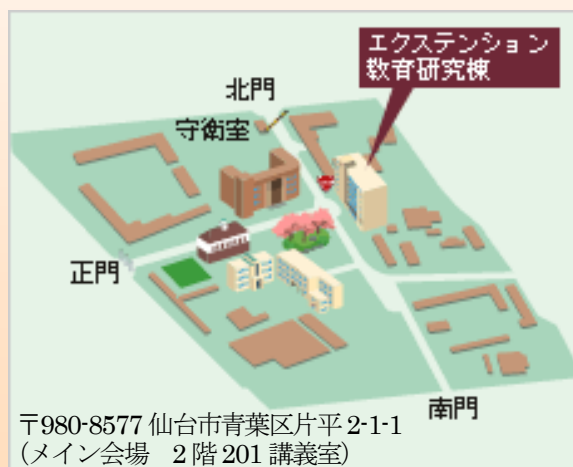 エクステンション
教育研究棟
北門
守衛室
正門
南門
〒980-8577 仙台市青葉区片平 2-1-1
(メイン会場　2 階 201 講義室)